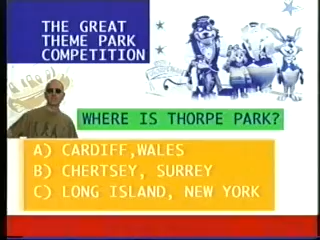 THE GREAT
THEME PARK
COMPETITION
WHERE IS THORPE PARK?
A) CARDIFF,WALES
B) CHERTSEY, SURREY
C) LONG ISLAND, NEW YORK